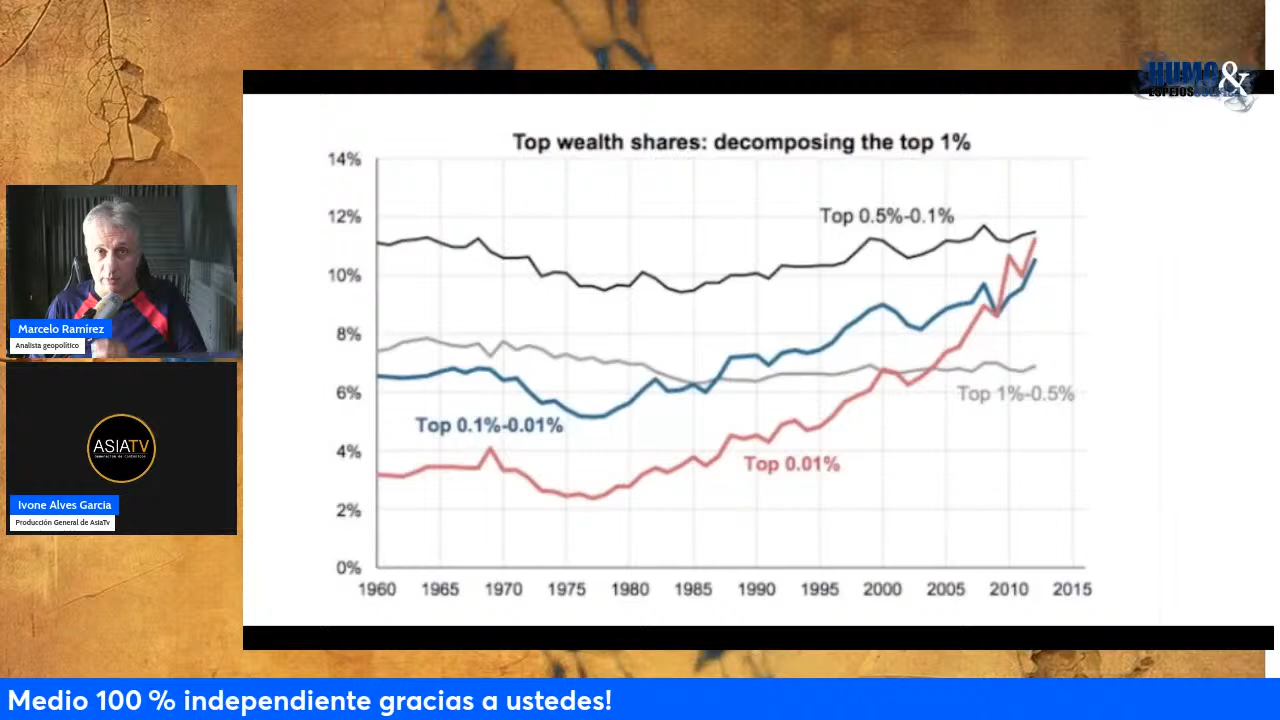 HUMO&
ESPEJOS
Top wealth shares: decomposing the top 1%
14%
12%
10%
8%
6%
4%
2%
0%
Top 0.5%-0.1%
Top 1%-0.5%
Top 0.1%-0.01%
Top 0.01%
1960 1965 1970 1975 1980 1985 1990 1995 2000 2005 2010 2015
Marcelo Ramírez
Analista geopolítico
ASIATV
Ivone Alves Garcia
Producción General de AsiaTv
Medio 100 % independiente gracias a ustedes!